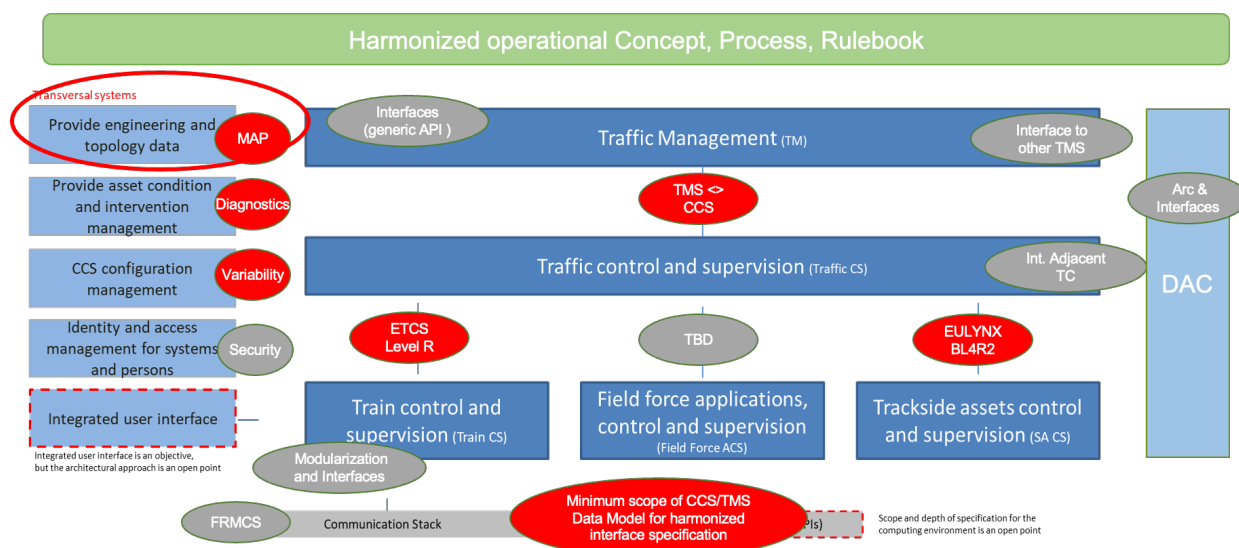 Harmonized operational Concept, Process, Rulebook
Transversal systems
Provide engineering and
topology data
MAP
Interfaces
(generic API )
Traffic Management (TM)
Interface to
other TMS
Provide asset condition
and intervention
management
Diagnostics
TMS <>
CCS
Arc &
Interfaces
CCS configuration
management
Variability
Traffic control and supervision (Traffic CS)
Int. Adjacent
TC
DAC
Identity and access
management for systems
and persons
Security
ETCS
Level R
TBD
EULYNX
BL4R2
Integrated user interface
Train control and
supervision (Train CS)
Field force applications,
control and supervision
(Field Force ACS)
Trackside assets control
and supervision (SA CS)
Integrated user interface is an objective,
but the architectural approach is an open point
Modularization
and Interfaces
FRMCS
Communication Stack
Minimum scope of CCS/TMS
Data Model for harmonized
interface specification
PIs)
Scope and depth of specification for the
computing environment is an open point